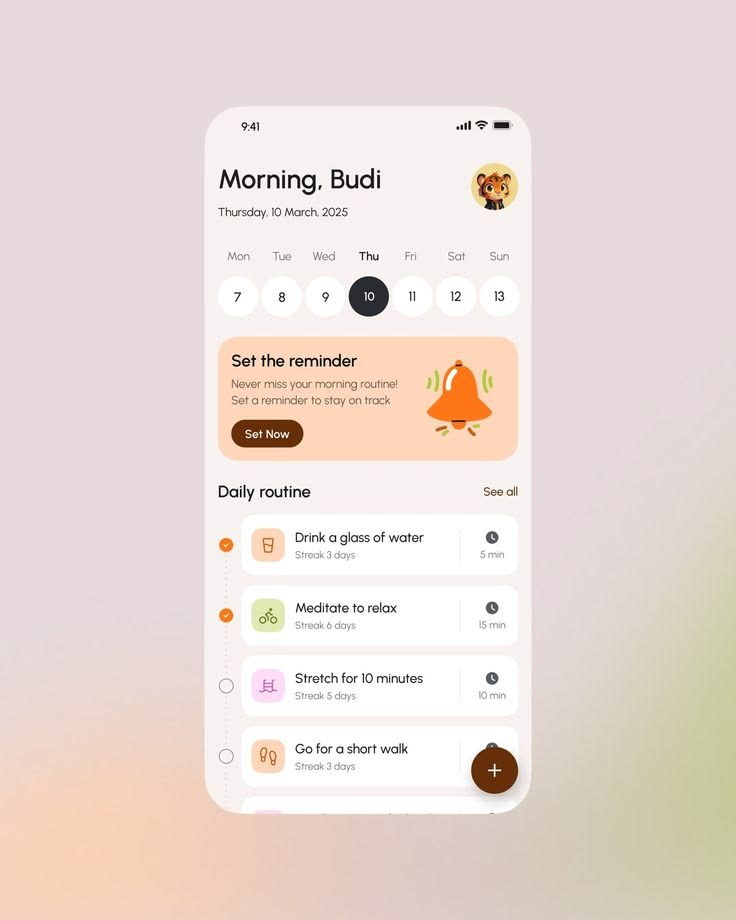 9:41
Morning, Budi
Thursday, 10 March, 2025
Mon Tue Wed Thu Fri Sat Sun
7 8 9 10 11 12 13
Set the reminder
Never miss your morning routine!
Set a reminder to stay on track
Set Now
Daily routine See all
Drink a glass of water
Streak 3 days
5 min
Meditate to relax
Streak 6 days
15 min
Stretch for 10 minutes
Streak 5 days
10 min
Go for a short walk
Streak 3 days